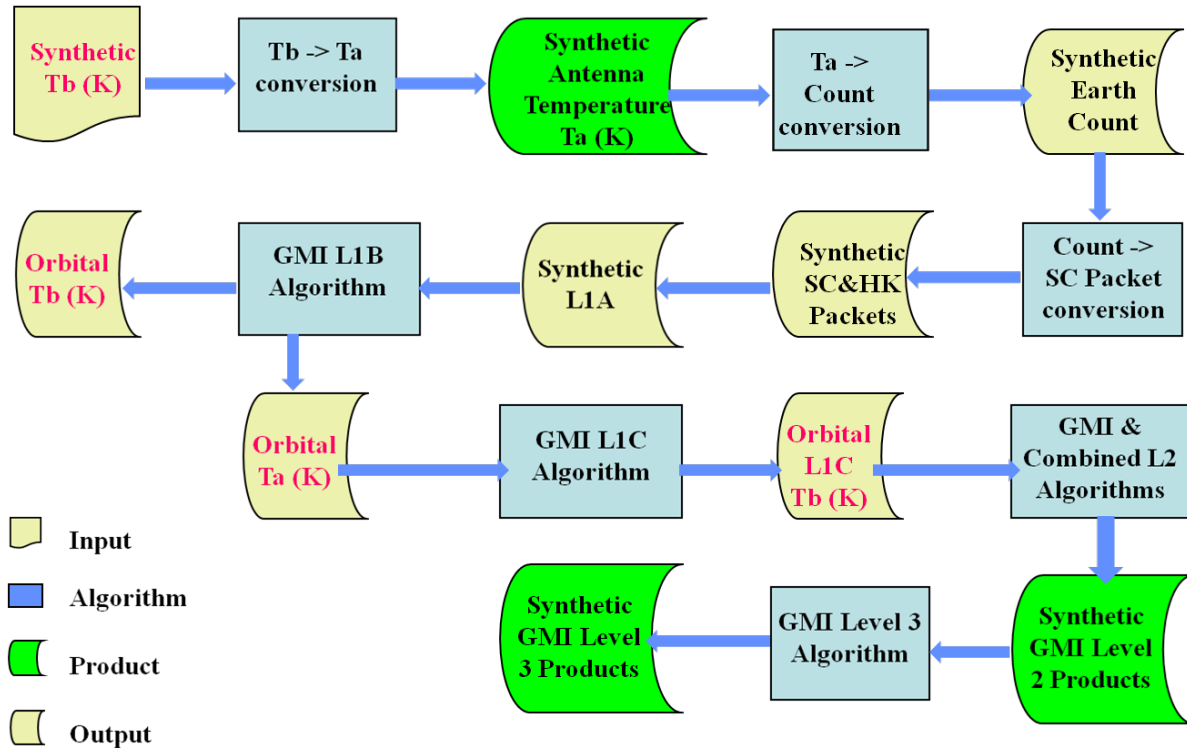 Synthetic
Tb (K)
Tb -> Ta
conversion
Synthetic
Antenna
Temperature
Ta (K)
Ta ->
Count
conversion
Synthetic
Earth
Count
Orbital
Tb (K)
GMI L1B
Algorithm
Synthetic
L1A
Synthetic
SC&HK
Packets
Count ->
SC Packet
conversion
Orbital
Ta (K)
GMI L1C
Algorithm
Orbital
L1C
Tb (K)
GMI &
Combined L2
Algorithms
Input
Algorithm
Product
Output
Synthetic
GMI Level
3 Products
GMI Level 3
Algorithm
Synthetic
GMI Level
2 Products